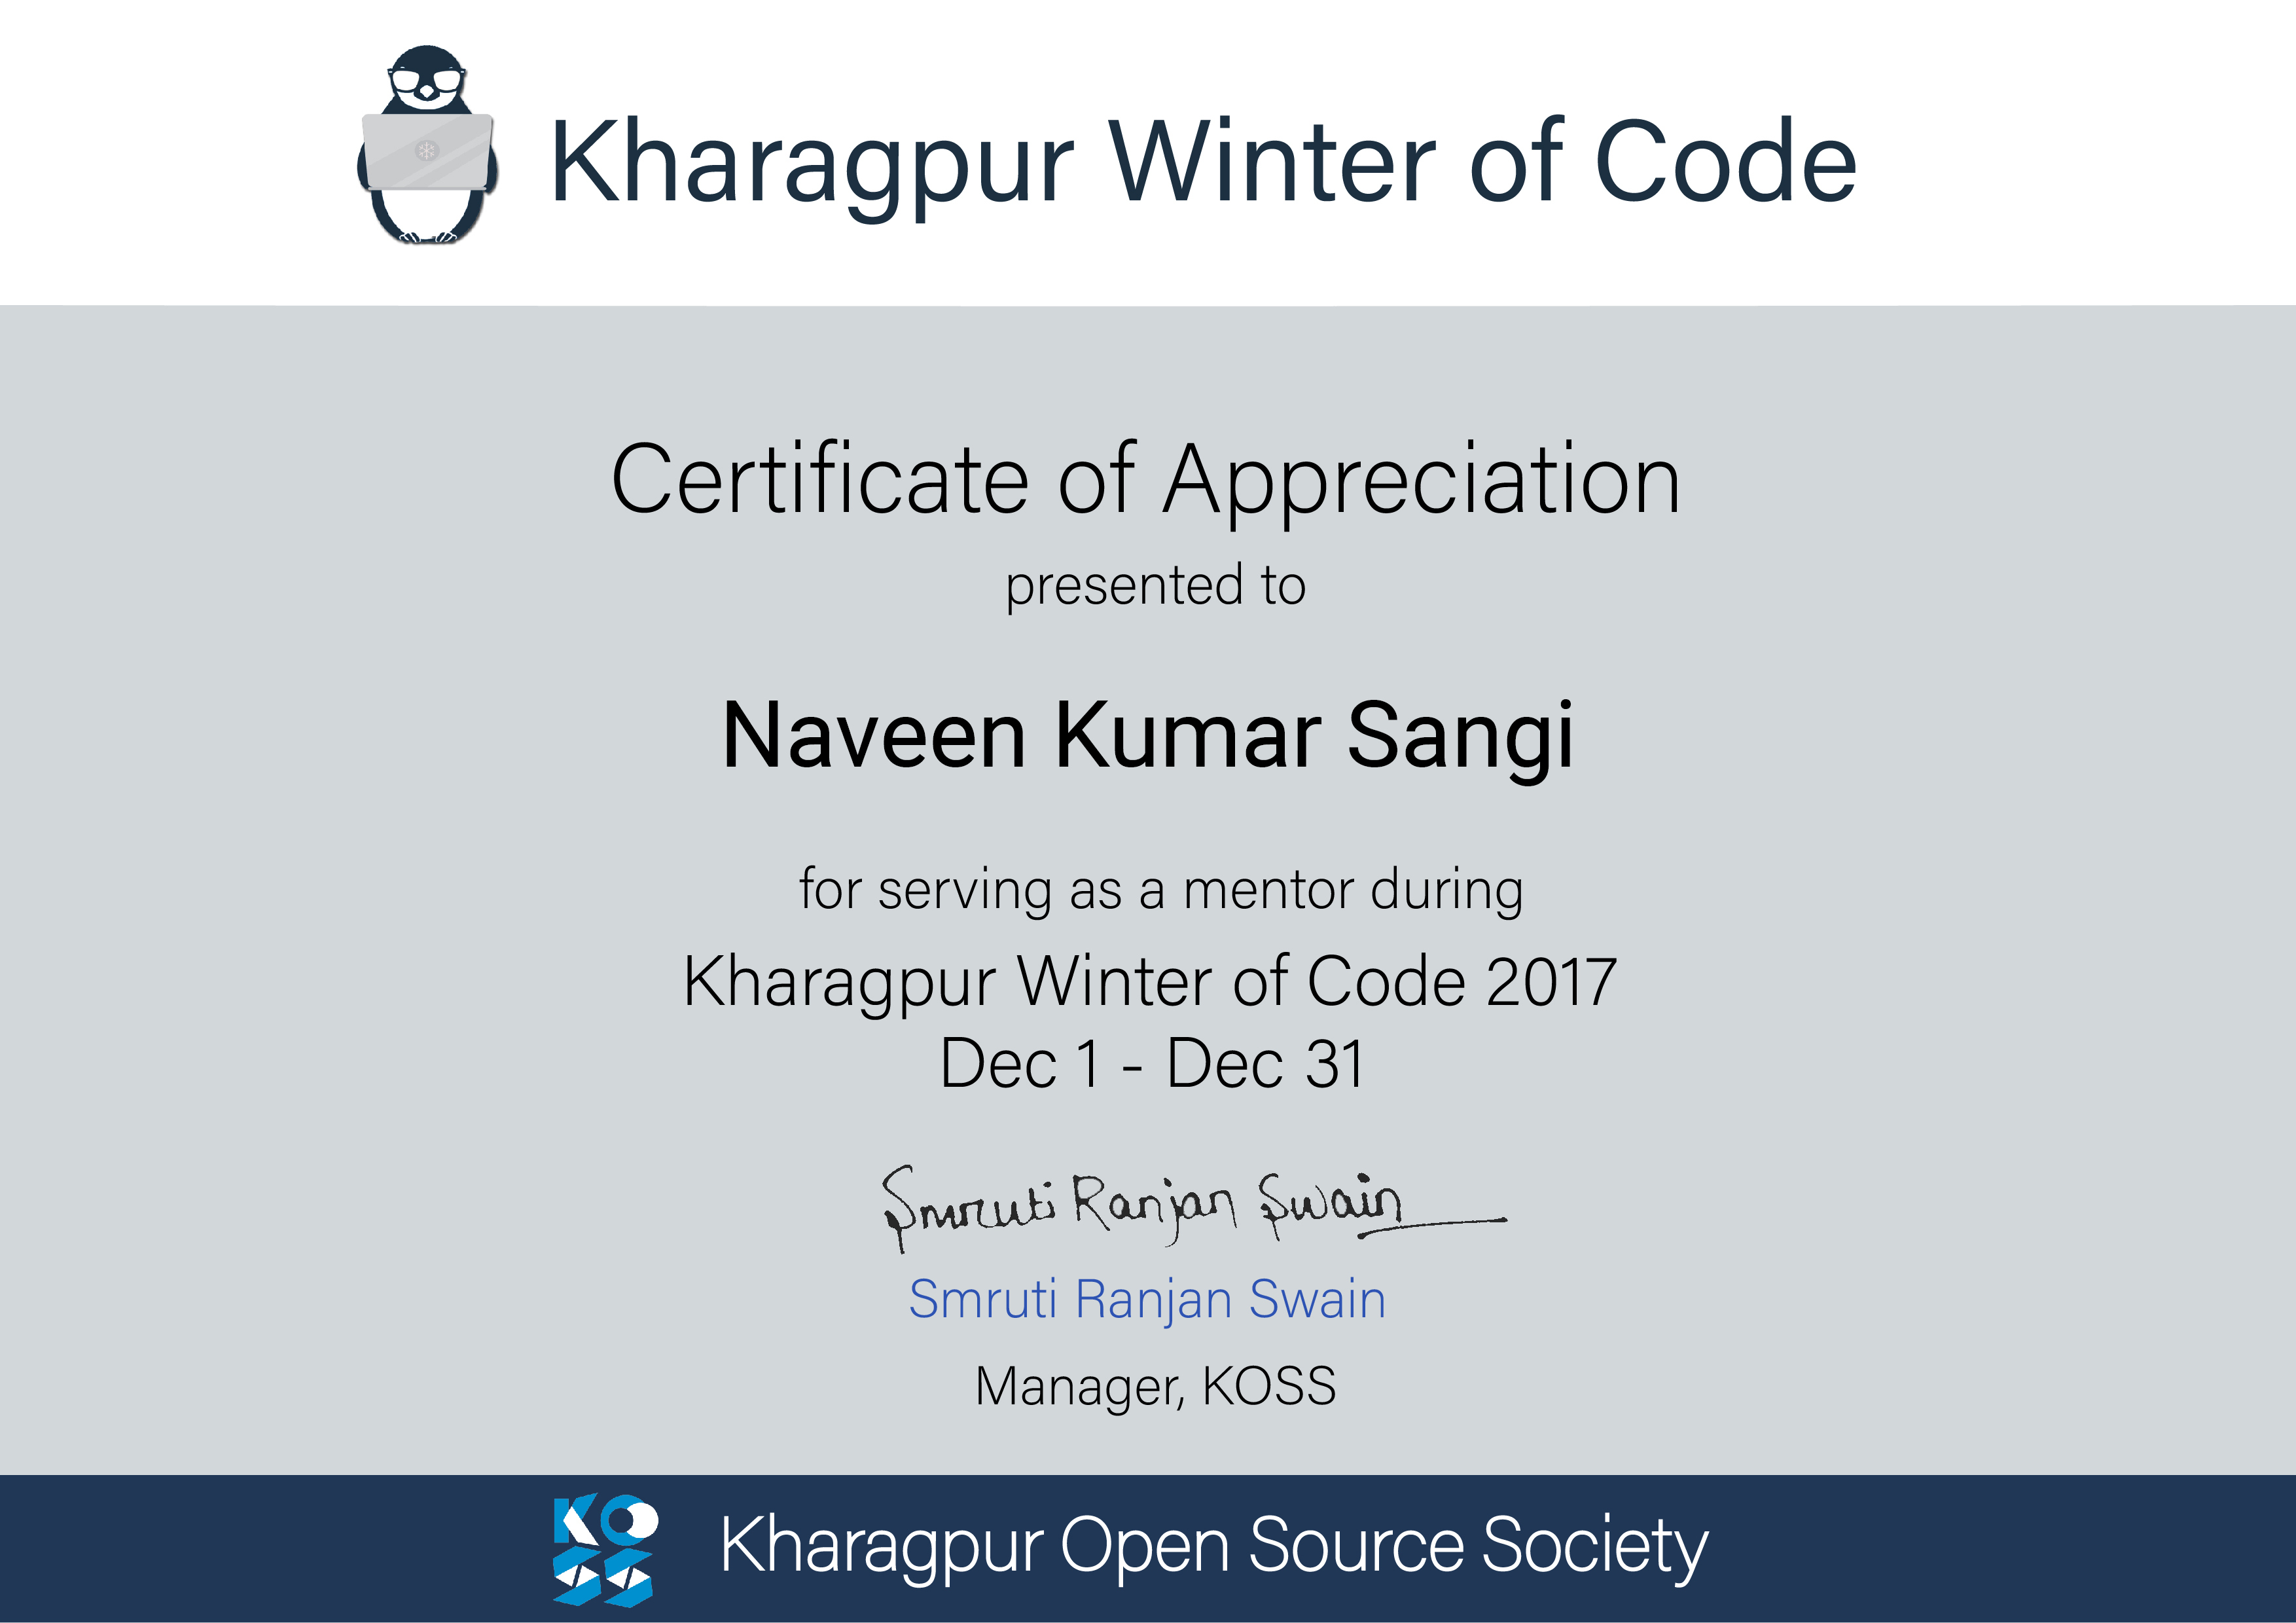 Kharagpur Winter of Code
Certificate of Appreciation
presented to
Naveen Kumar Sangi
for serving as a mentor during
Kharagpur Winter of Code 2017
Dec 1 - Dec 31
Smruti Ranjan Swain
Smruti Ranjan Swain
Manager, KOSS
KO
SS
Kharagpur Open Source Society